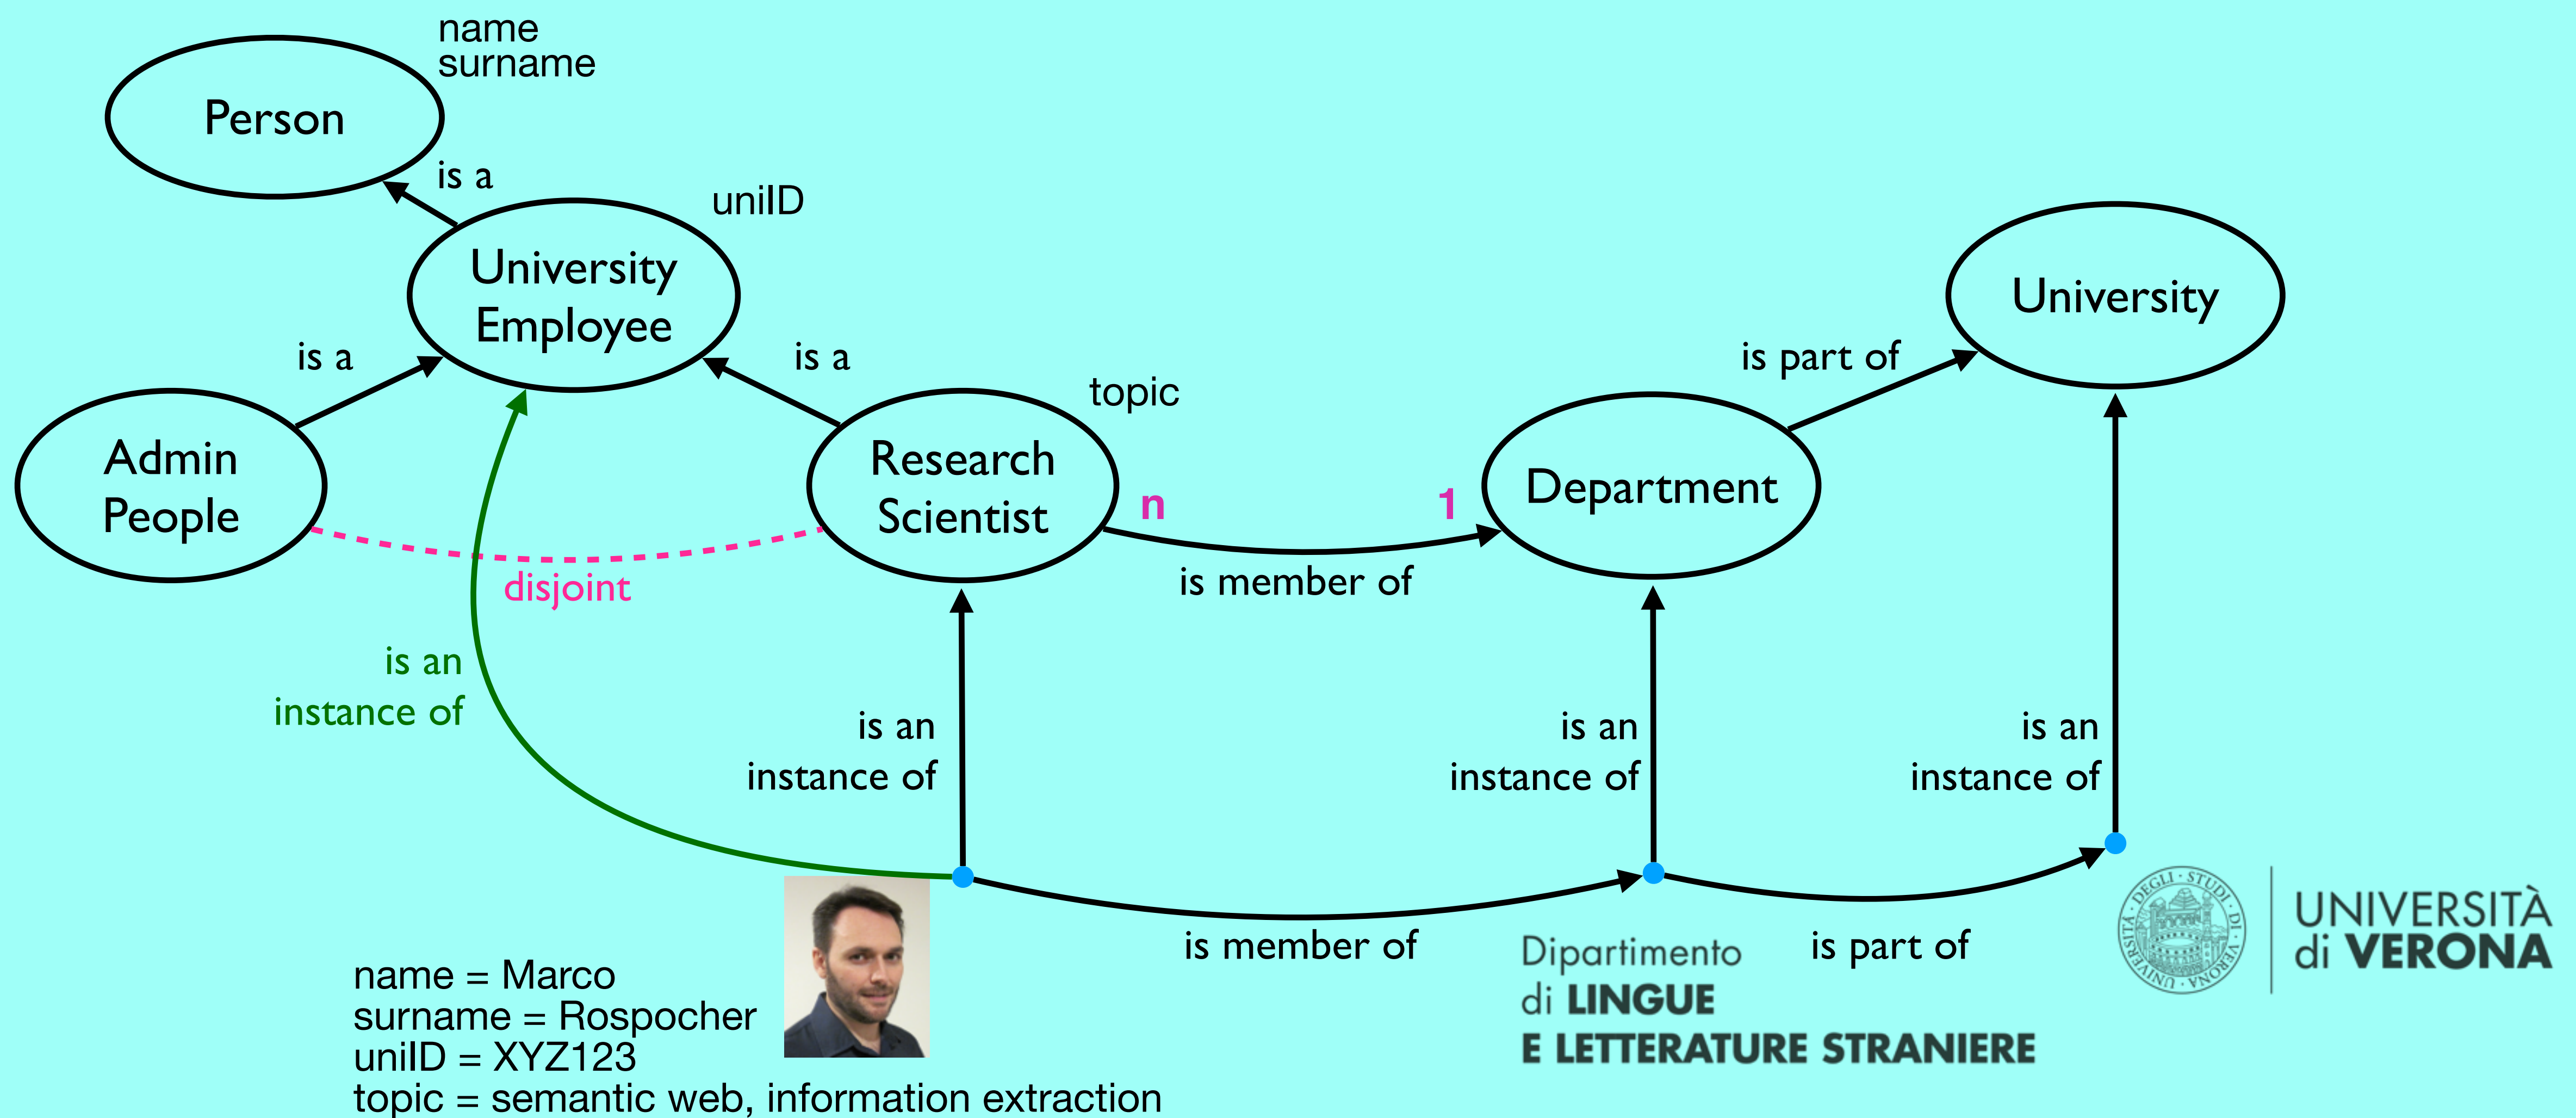 name
surname
Person
is a
uniID
University
Employee
University
is a
is a
is part of
topic
Admin
People
Research
Scientist
n
1
Department
disjoint
is member of
is an
instance of
is an
instance of
is an
instance of
is an
instance of
UNIVERSITÀ
di VERONA
is member of
Dipartimento
di LINGUE
E LETTERATURE STRANIERE
is part of
name = Marco
surname = Rospocher
uniID = XYZ123
topic = semantic web, information extraction